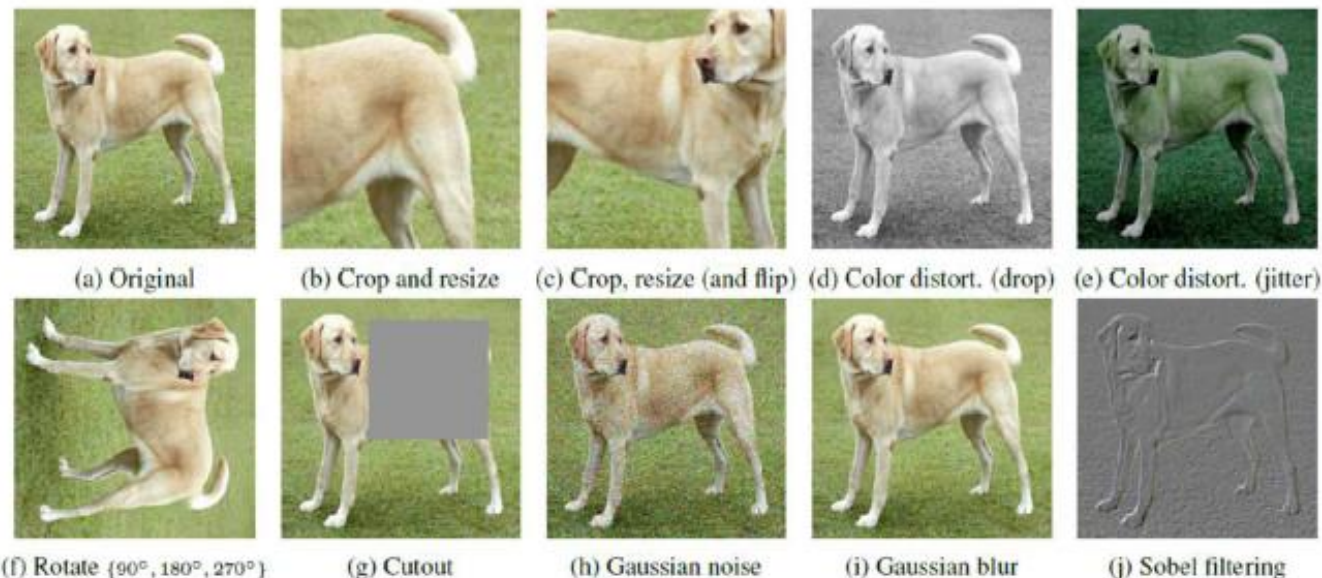 (a) Original
(b) Crop and resize
(c) Crop, resize (and flip)
(d) Color distort. (drop)
(e) Color distort. (jitter)
(f) Rotate {90°, 180°, 270°}
(g) Cutout
(h) Gaussian noise
(i) Gaussian blur
(j) Sobel filtering